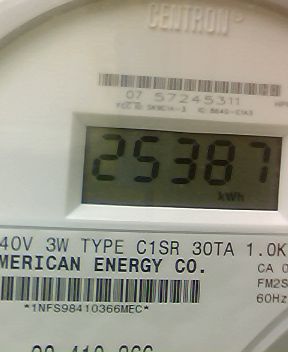 CENTRON®
07 57245311
25387
kWh
40V 3W TYPE C1SR 30TA 1.0K
MERICAN ENERGY CO.
CA 0
FM2S
60Hz
*1NFS98410366MEC*